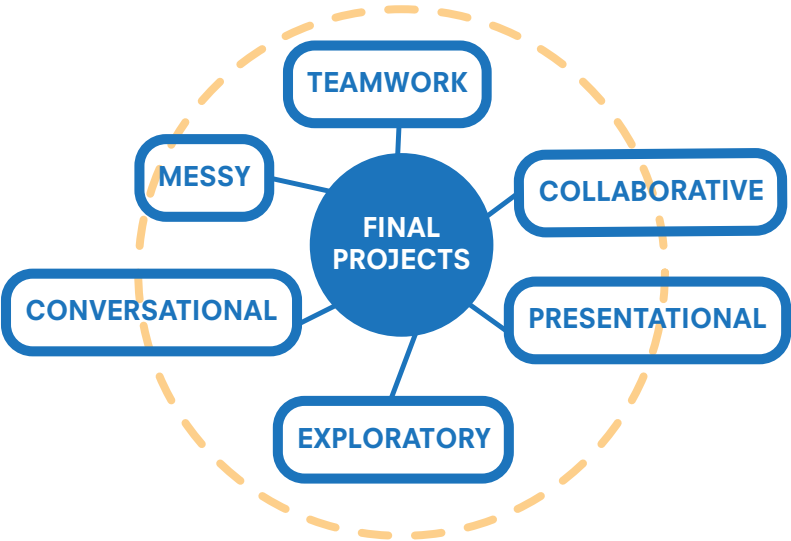 TEAMWORK
MESSY
COLLABORATIVE
FINAL
PROJECTS
CONVERSATIONAL
PRESENTATIONAL
EXPLORATORY